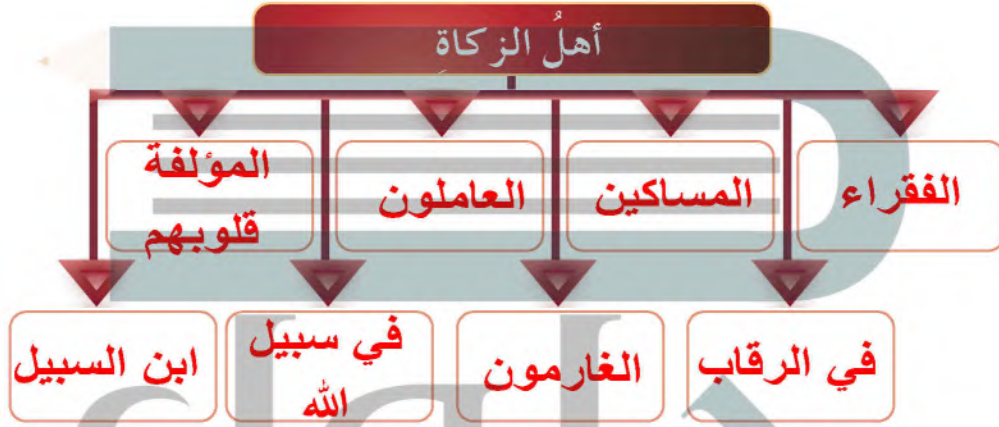 أهلُ الزكاةِ
الفقراء
المساكين
العاملون
المؤلفة
قلوبهم
في الرقاب
الغارمون
في سبيل
الله
ابن السبيل